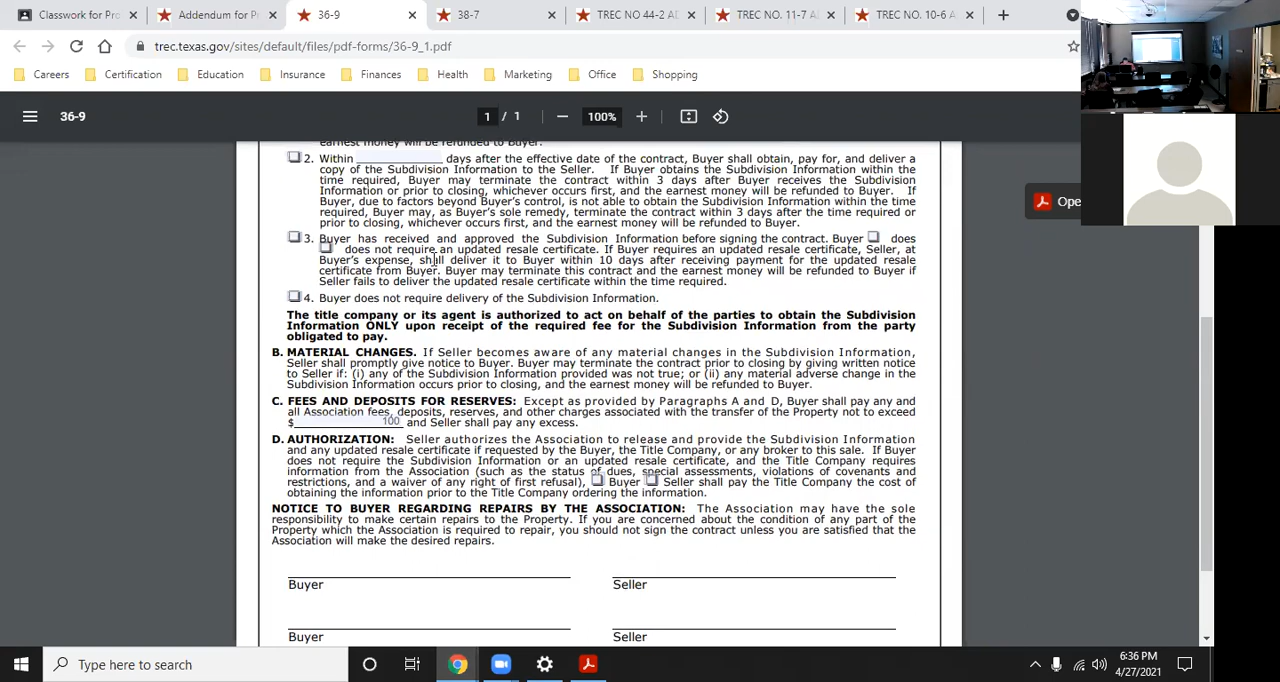 Classwork for Pro
Addendum for P
36-9
38-7
TREC NO 44-2 AD
TREC NO. 11-7 AD
TREC NO. 10-6 A
trec.texas.gov/sites/default/files/pdf-forms/36-9_1.pdf
Careers Certification Education Insurance Finances Health Marketing Office Shopping
36-9
1 / 1
100%
Ope
earnest money will be refunded to Buyer.
2. Within days after the effective date of the contract, Buyer shall obtain, pay for, and deliver a
copy of the Subdivision Information to the Seller. If Buyer obtains the Subdivision Information within the
time required, Buyer may terminate the contract within 3 days after Buyer receives the Subdivision
Information or prior to closing, whichever occurs first, and the earnest money will be refunded to Buyer. If
Buyer, due to factors beyond Buyer's control, is not able to obtain the Subdivision Information within the time
required, Buyer may, as Buyer's sole remedy, terminate the contract within 3 days after the time required or
prior to closing, whichever occurs first, and the earnest money will be refunded to Buyer.
3. Buyer has received and approved the Subdivision Information before signing the contract. Buyer does
does not require an updated resale certificate. If Buyer requires an updated resale certificate, Seller, at
Buyer's expense, shall deliver it to Buyer within 10 days after receiving payment for the updated resale
certificate from Buyer. Buyer may terminate this contract and the earnest money will be refunded to Buyer if
Seller fails to deliver the updated resale certificate within the time required.
4. Buyer does not require delivery of the Subdivision Information.
The title company or its agent is authorized to act on behalf of the parties to obtain the Subdivision
Information ONLY upon receipt of the required fee for the Subdivision Information from the party
obligated to pay.
B. MATERIAL CHANGES. If Seller becomes aware of any material changes in the Subdivision Information,
Seller shall promptly give notice to Buyer. Buyer may terminate the contract prior to closing by giving written notice
to Seller if: (i) any of the Subdivision Information provided was not true; or (ii) any material adverse change in the
Subdivision Information occurs prior to closing, and the earnest money will be refunded to Buyer.
C. FEES AND DEPOSITS FOR RESERVES: Except as provided by Paragraphs A and D, Buyer shall pay any and
all Association fees, deposits, reserves, and other charges associated with the transfer of the Property not to exceed
$ 100 and Seller shall pay any excess.
D. AUTHORIZATION: Seller authorizes the Association to release and provide the Subdivision Information
and any updated resale certificate if requested by the Buyer, the Title Company, or any broker to this sale. If Buyer
does not require the Subdivision Information or an updated resale certificate, and the Title Company requires
information from the Association (such as the status of dues, special assessments, violations of covenants and
restrictions, and a waiver of any right of first refusal), Buyer Seller shall pay the Title Company the cost of
obtaining the information prior to the Title Company ordering the information.
NOTICE TO BUYER REGARDING REPAIRS BY THE ASSOCIATION: The Association may have the sole
responsibility to make certain repairs to the Property. If you are concerned about the condition of any part of the
Property which the Association is required to repair, you should not sign the contract unless you are satisfied that the
Association will make the desired repairs.
Buyer Seller
Buyer Seller
Type here to search
6:36 PM
4/27/2021